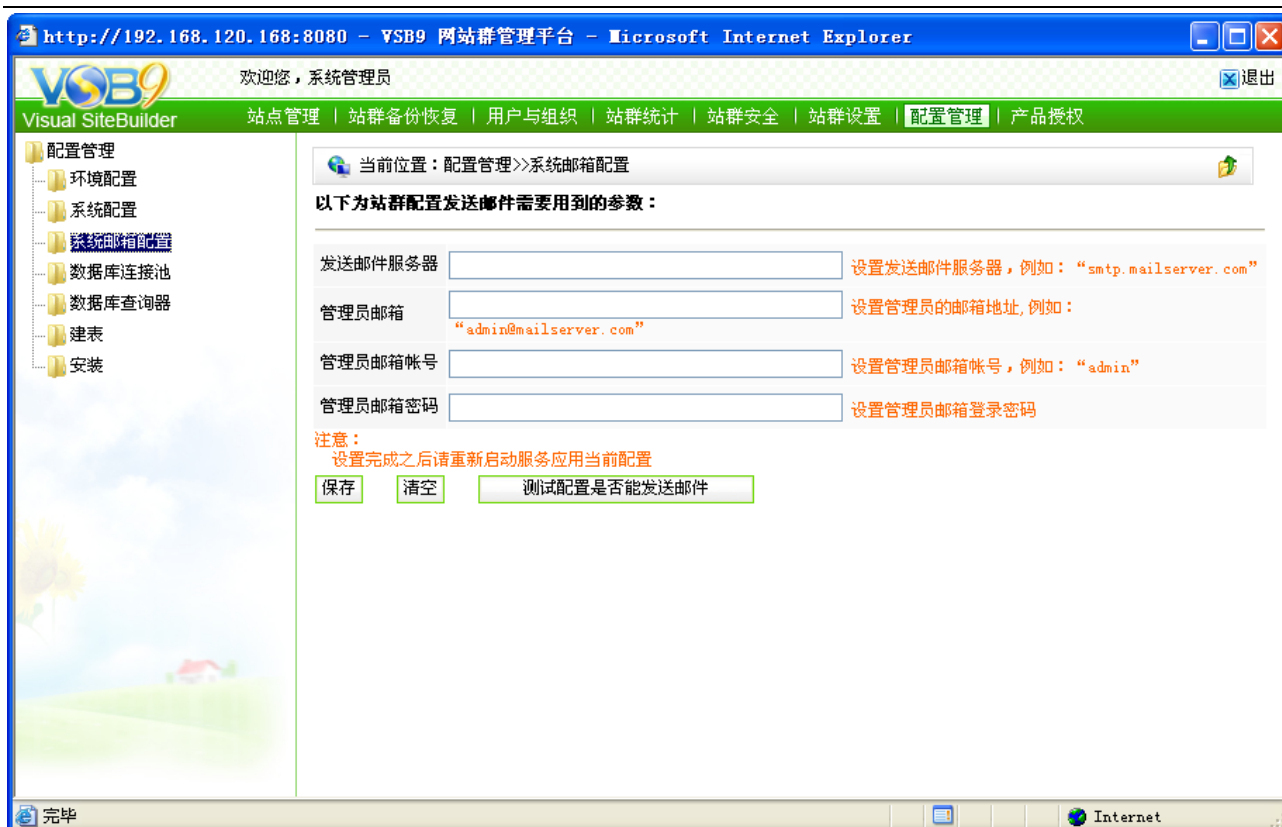 http://192.168.120.168:8080 - VSB9 网站群管理平台 - Microsoft Internet Explorer
VSB9
Visual SiteBuilder
欢迎您，系统管理员
退出
站点管理 | 站群备份恢复 | 用户与组织 | 站群统计 | 站群安全 | 站群设置 | 配置管理 | 产品授权
配置管理
环境配置
系统配置
系统邮箱配置
数据库连接池
数据库查询器
建表
安装
当前位置：配置管理>>系统邮箱配置
以下为站群配置发送邮件需要用到的参数：
发送邮件服务器 设置发送邮件服务器，例如：“smtp.mailserver.com”
管理员邮箱 设置管理员的邮箱地址,例如：
“admin@mailserver.com”
管理员邮箱帐号 设置管理员邮箱帐号，例如：“admin”
管理员邮箱密码 设置管理员邮箱登录密码
注意：
设置完成之后请重新启动服务应用当前配置
保存 清空 测试配置是否能发送邮件
完毕 Internet